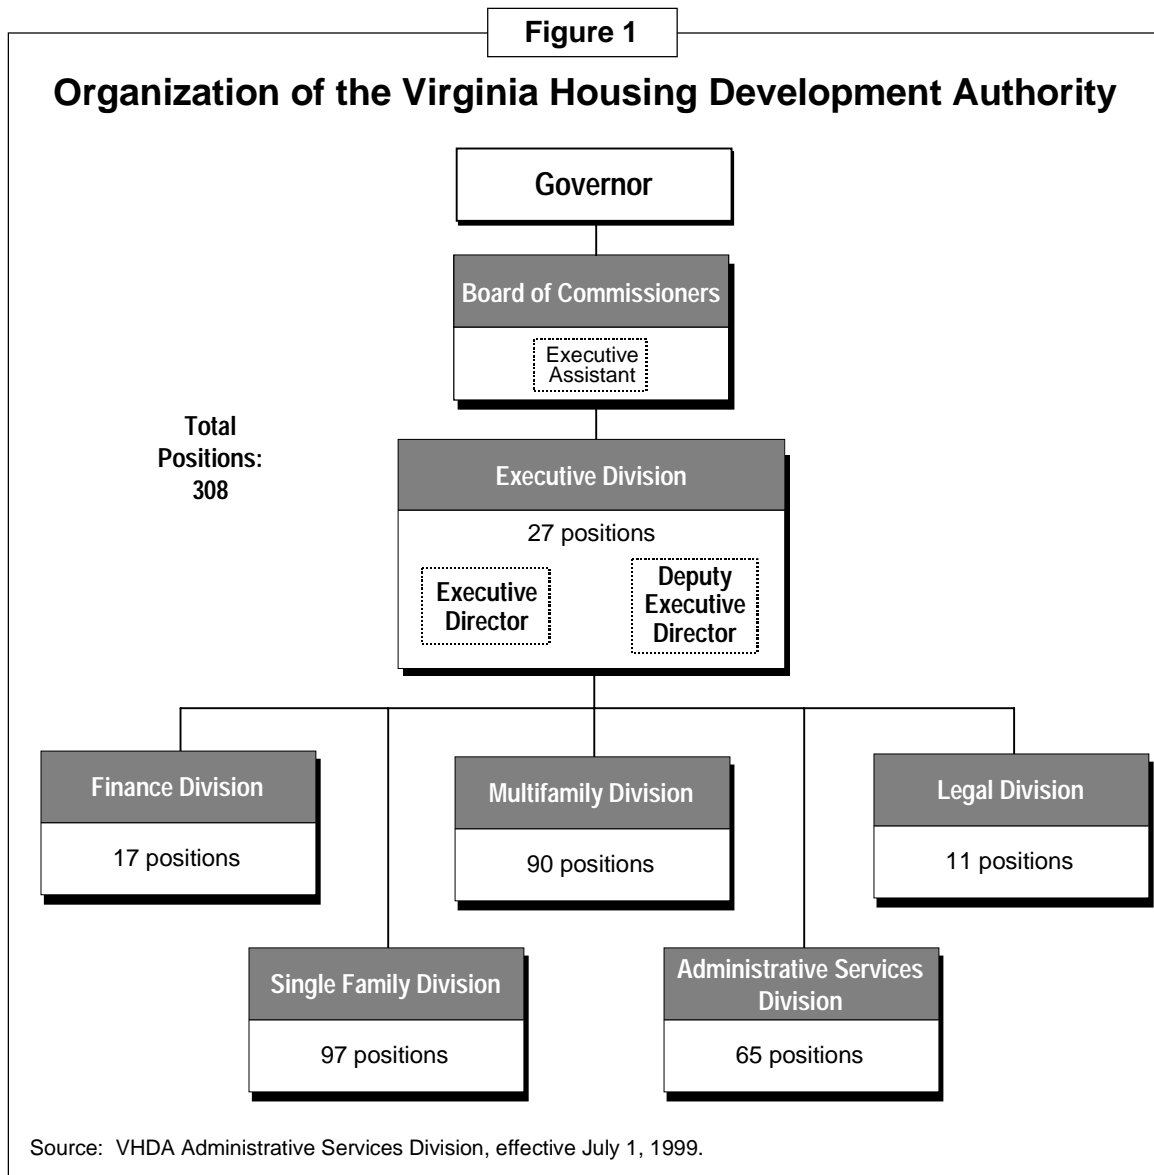 Figure 1
Organization of the Virginia Housing Development Authority
Governor
Board of Commissioners
Executive
Assistant
Total
Positions:
308
Executive Division
27 positions
Executive
Director
Deputy
Executive
Director
Finance Division
17 positions
Multifamily Division
90 positions
Legal Division
11 positions
Single Family Division
97 positions
Administrative Services
Division
65 positions
Source:  VHDA Administrative Services Division, effective July 1, 1999.